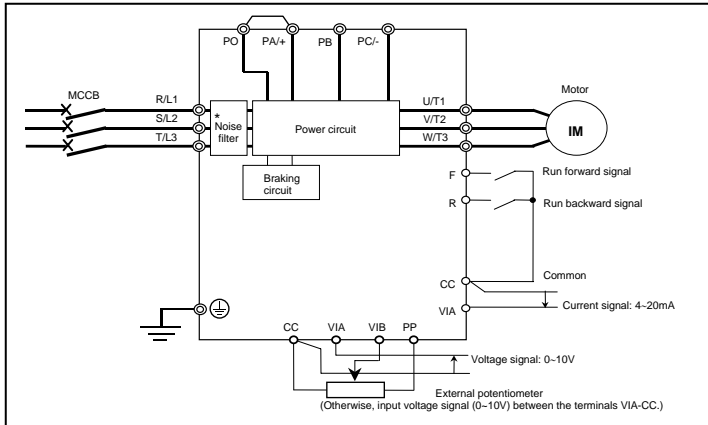 PO PA/+ PB PC/-
MCCB
R/L1
S/L2
T/L3
*
Noise
filter
Power circuit
Braking
circuit
U/T1
V/T2
W/T3
Motor
IM
F
Run forward signal
R
Run backward signal
CC
Common
VIA
Current signal: 4~20mA
CC VIA VIB PP
Voltage signal: 0~10V
External potentiometer
(Otherwise, input voltage signal (0~10V) between the terminals VIA-CC.)